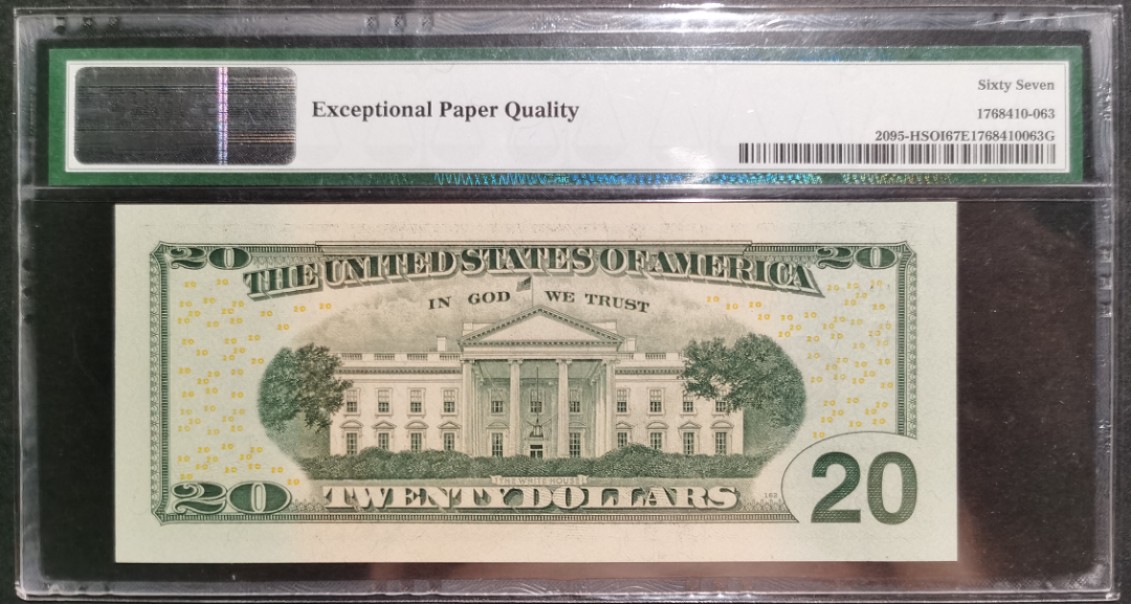 Sixty Seven
Exceptional Paper Quality
1768410-063
2095-HSOI67E1768410063G
20 20
THE UNITED STATES OF AMERICA
IN GOD WE TRUST
THE WHITE HOUSE
20 TWENTY DOLLARS 20